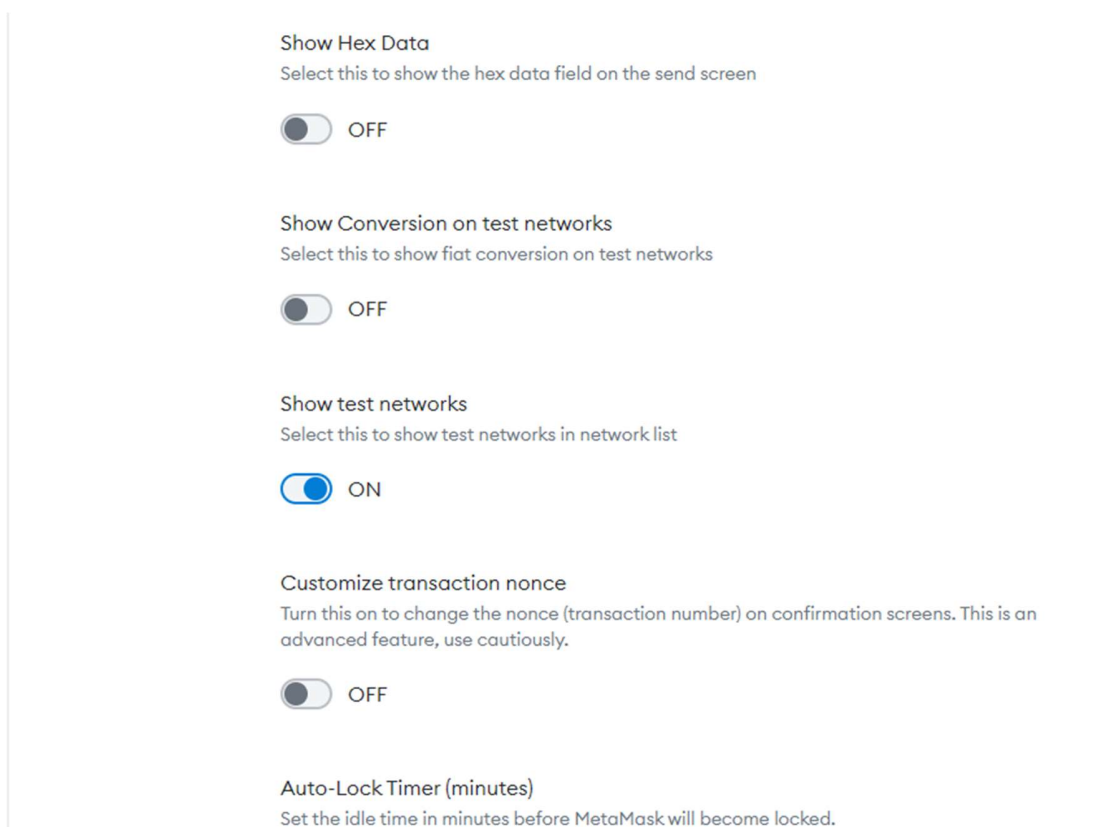 Show Hex Data
Select this to show the hex data field on the send screen
OFF
Show Conversion on test networks
Select this to show fiat conversion on test networks
OFF
Show test networks
Select this to show test networks in network list
ON
Customize transaction nonce
Turn this on to change the nonce (transaction number) on confirmation screens. This is an
advanced feature, use cautiously.
OFF
Auto-Lock Timer (minutes)
Set the idle time in minutes before MetaMask will become locked.